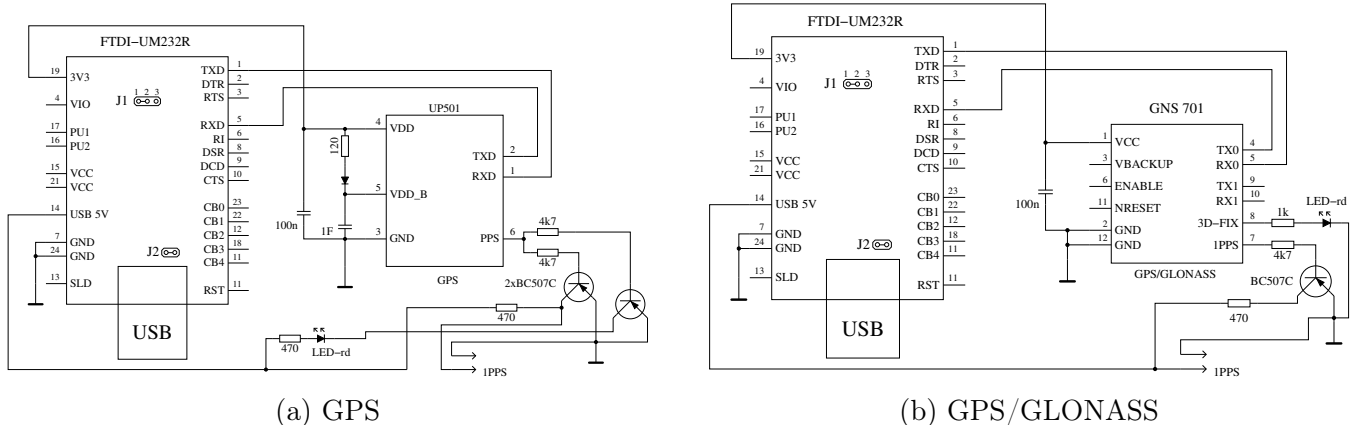 FTDI−UM232R
19 3V3
4 VIO
17 PU1
16 PU2
15 VCC
21 VCC
14 USB 5V
7 GND
24 GND
13 SLD
J1 1 2 3
J2
TXD 1
DTR 2
RTS 3
RXD 5
RI 6
DSR 8
DCD 9
CTS 10
CB0 23
CB1 22
CB2 12
CB3 18
CB4 11
RST 11
USB
100n
120
1F
UP501
4 VDD
5 VDD_B
3 GND
TXD 2
RXD 1
PPS 6
GPS
4k7
4k7
2xBC507C
470
470
LED−rd
1PPS
(a) GPS
FTDI−UM232R
19 3V3
4 VIO
17 PU1
16 PU2
15 VCC
21 VCC
14 USB 5V
7 GND
24 GND
13 SLD
J1 1 2 3
J2
TXD 1
DTR 2
RTS 3
RXD 5
RI 6
DSR 8
DCD 9
CTS 10
CB0 23
CB1 22
CB2 12
CB3 18
CB4 11
RST 11
USB
100n
GNS 701
1 VCC
3 VBACKUP
6 ENABLE
11 NRESET
2 GND
12 GND
TX0 4
RX0 5
TX1 9
RX1 10
3D−FIX 8
1PPS 7
GPS/GLONASS
1k
LED−rd
4k7
BC507C
470
1PPS
(b) GPS/GLONASS